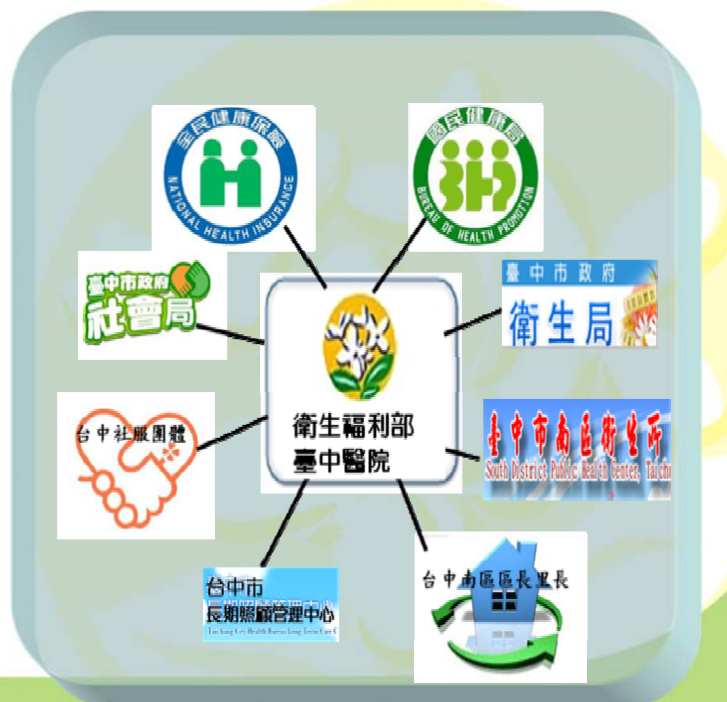 全民健康保險
NATIONAL HEALTH INSURANCE
國民健康局
BUREAU OF HEALTH PROMOTION
臺中市政府
社會局
臺中市政府
衛生局
衛生福利部
臺中醫院
台中社服團體
臺中市南區衛生所
South District Public Health Center, Taich
台中市
長期照顧管理中心
台中南區區長里長